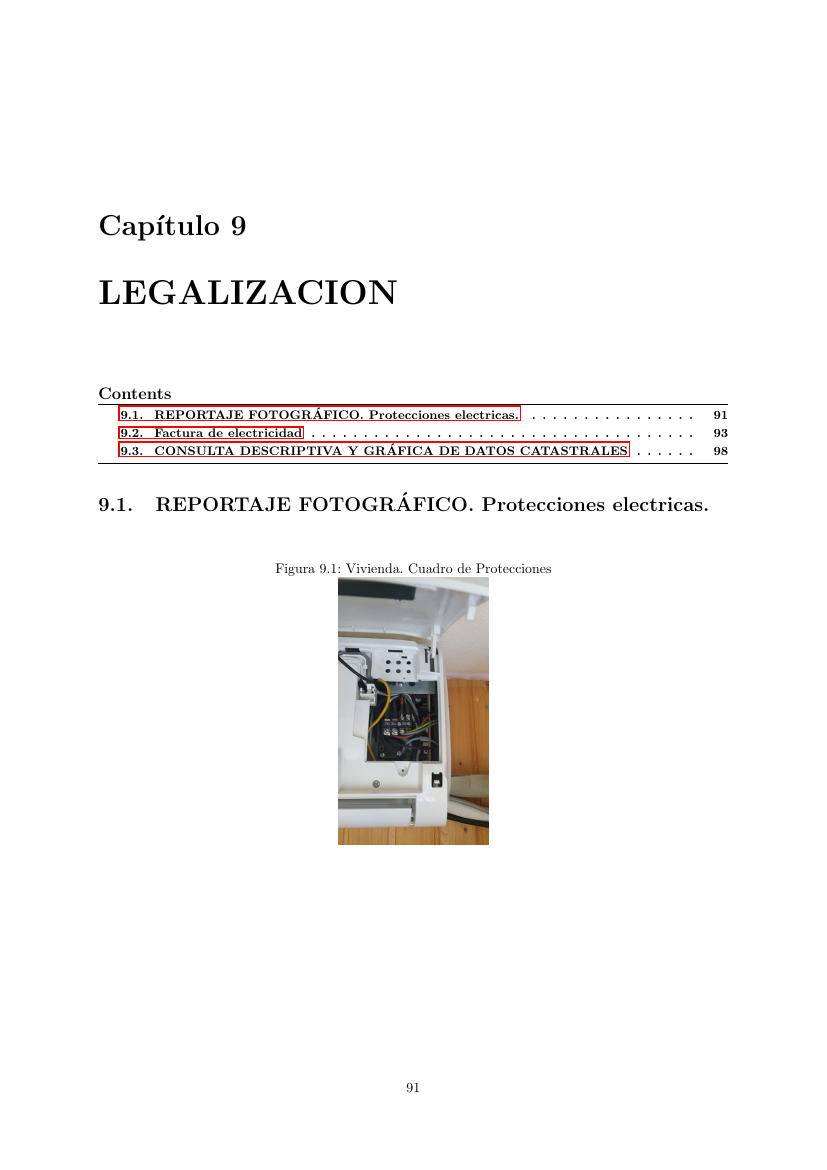 Capítulo 9
LEGALIZACION
Contents
9.1. REPORTAJE FOTOGRÁFICO. Protecciones electricas. . . . . . . . . . . . . . . . . 91
9.2. Factura de electricidad . . . . . . . . . . . . . . . . . . . . . . . . . . . . . . . . . . . . . 93
9.3. CONSULTA DESCRIPTIVA Y GRÁFICA DE DATOS CATASTRALES . . . . . . 98
9.1. REPORTAJE FOTOGRÁFICO. Protecciones electricas.
Figura 9.1: Vivienda. Cuadro de Protecciones
91